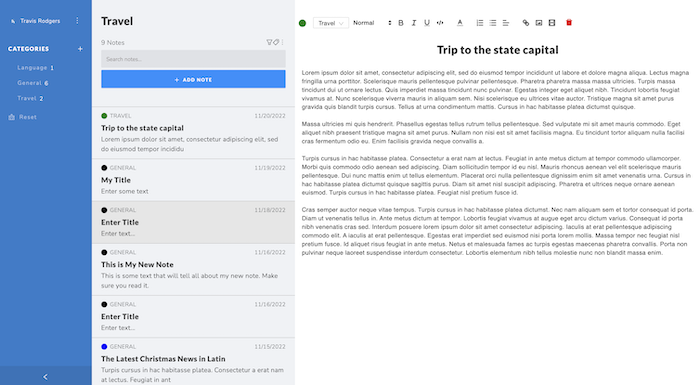 Travis Rodgers
CATEGORIES +
Language 1
General 6
Travel 2
Reset
Travel
9 Notes
Search notes...
+ ADD NOTE
TRAVEL 11/20/2022
Trip to the state capital
Lorem ipsum dolor sit amet, consectetur adipiscing elit, sed
do eiusmod tempor incididu
GENERAL 11/19/2022
My Title
Enter some text
GENERAL 11/18/2022
Enter Title
Enter text...
GENERAL 11/16/2022
This is My New Note
This is some text that will tell all about my new note. Make
sure you read it.
GENERAL 11/16/2022
Enter Title
Enter text...
GENERAL 11/15/2022
The Latest Christmas News in Latin
Turpis cursus in hac habitasse platea. Consectetur a erat nam
at lectus. Feugiat in ant
Travel Normal B I U </> A
Trip to the state capital
Lorem ipsum dolor sit amet, consectetur adipiscing elit, sed do eiusmod tempor incididunt ut labore et dolore magna aliqua. Lectus magna
fringilla urna porttitor. Scelerisque mauris pellentesque pulvinar pellentesque. Pharetra pharetra massa massa ultricies. Turpis massa
tincidunt dui ut ornare lectus. Quis imperdiet massa tincidunt nunc pulvinar. Egestas integer eget aliquet nibh. Tincidunt lobortis feugiat
vivamus at. Nunc scelerisque viverra mauris in aliquam sem. Nisi scelerisque eu ultrices vitae auctor. Tristique magna sit amet purus
gravida quis blandit turpis cursus. Tellus at urna condimentum mattis. Cursus in hac habitasse platea dictumst quisque.
Massa ultricies mi quis hendrerit. Phasellus egestas tellus rutrum tellus pellentesque. Sed vulputate mi sit amet mauris commodo. Eget
aliquet nibh praesent tristique magna sit amet purus. Nullam non nisi est sit amet facilisis magna. Eu tincidunt tortor aliquam nulla facilisi
cras fermentum odio eu. Enim facilisis gravida neque convallis a.
Turpis cursus in hac habitasse platea. Consectetur a erat nam at lectus. Feugiat in ante metus dictum at tempor commodo ullamcorper.
Morbi quis commodo odio aenean sed adipiscing. Diam sollicitudin tempor id eu nisl. Mauris rhoncus aenean vel elit scelerisque mauris
pellentesque. Dui nunc mattis enim ut tellus elementum. Placerat orci nulla pellentesque dignissim enim sit amet venenatis urna. Cursus in
hac habitasse platea dictumst quisque sagittis purus. Diam sit amet nisl suscipit adipiscing. Pharetra et ultrices neque ornare aenean
euismod. Turpis cursus in hac habitasse platea. Feugiat nisl pretium fusce id.
Cras semper auctor neque vitae tempus. Turpis cursus in hac habitasse platea dictumst. Nec nam aliquam sem et tortor consequat id porta.
Diam ut venenatis tellus in. Ante metus dictum at tempor. Lobortis feugiat vivamus at augue eget arcu dictum varius. Consequat id porta
nibh venenatis cras sed. Interdum posuere lorem ipsum dolor sit amet consectetur adipiscing. Iaculis at erat pellentesque adipiscing
commodo elit. A iaculis at erat pellentesque. Egestas erat imperdiet sed euismod nisi porta lorem mollis. Massa tempor nec feugiat nisl
pretium fusce. Id aliquet risus feugiat in ante metus. Netus et malesuada fames ac turpis egestas maecenas pharetra convallis. Porta non
pulvinar neque laoreet suspendisse interdum consectetur. Lobortis elementum nibh tellus molestie nunc non blandit massa enim.